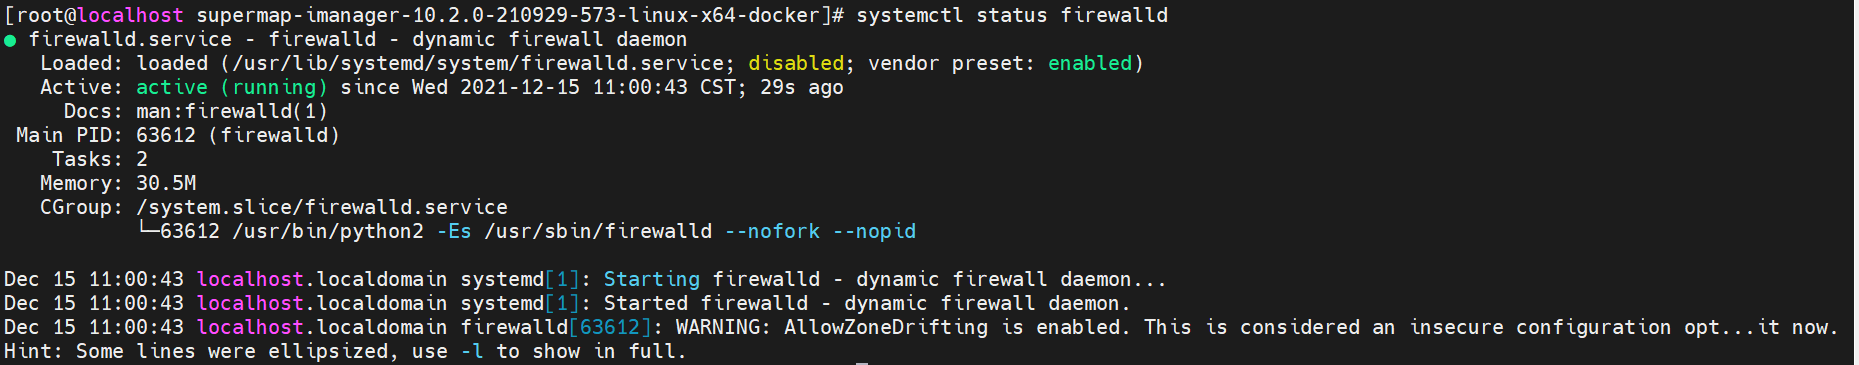 [root@localhost supermap-imanager-10.2.0-210929-573-linux-x64-docker]# systemctl status firewalld
● firewalld.service - firewalld - dynamic firewall daemon
   Loaded: loaded (/usr/lib/systemd/system/firewalld.service; disabled; vendor preset: enabled)
   Active: active (running) since Wed 2021-12-15 11:00:43 CST; 29s ago
     Docs: man:firewalld(1)
 Main PID: 63612 (firewalld)
    Tasks: 2
   Memory: 30.5M
   CGroup: /system.slice/firewalld.service
           └─63612 /usr/bin/python2 -Es /usr/sbin/firewalld --nofork --nopid

Dec 15 11:00:43 localhost.localdomain systemd[1]: Starting firewalld - dynamic firewall daemon...
Dec 15 11:00:43 localhost.localdomain systemd[1]: Started firewalld - dynamic firewall daemon.
Dec 15 11:00:43 localhost.localdomain firewalld[63612]: WARNING: AllowZoneDrifting is enabled. This is considered an insecure configuration opt...it now.
Hint: Some lines were ellipsized, use -l to show in full.